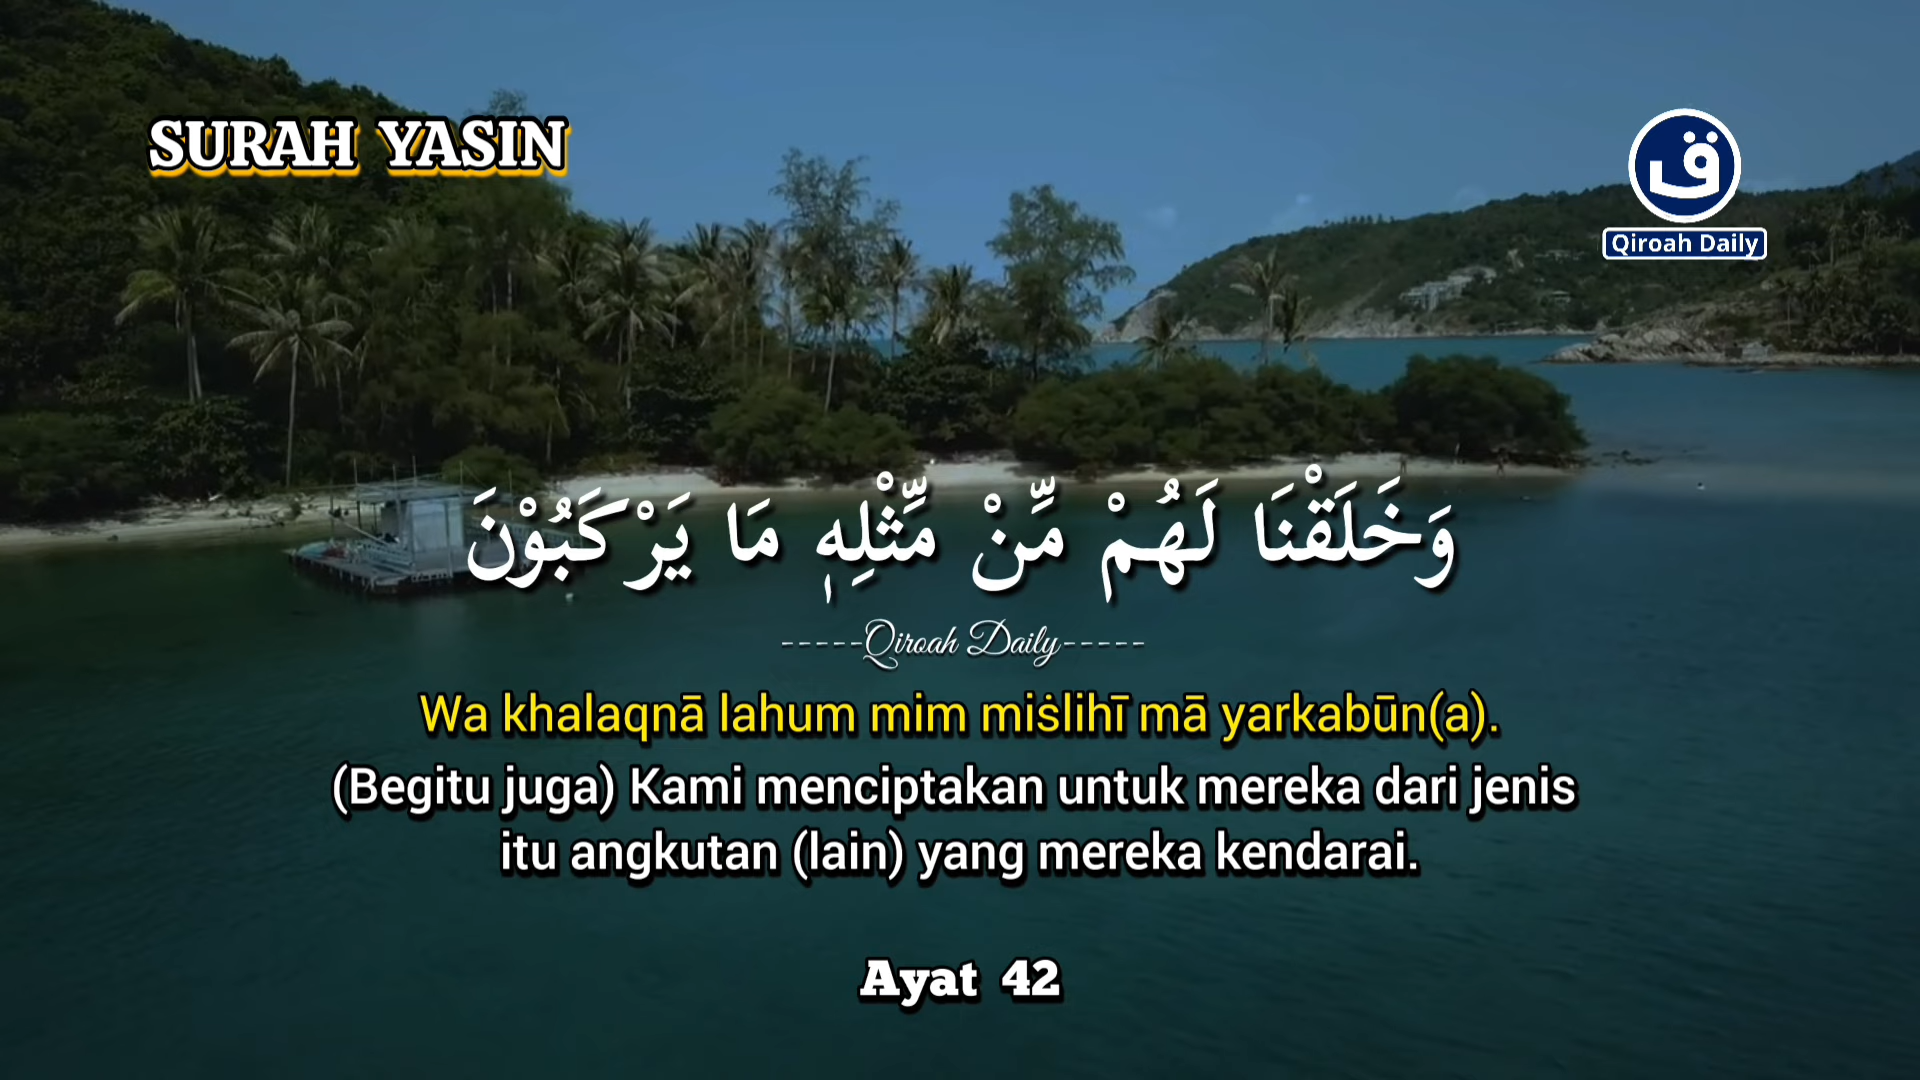 SURAH YASIN
ق
Qiroah Daily
وَخَلَقْنَا لَهُمْ مِّنْ مِّثْلِهٖ مَا يَرْكَبُوْنَ
-----Qiroah Daily-----
Wa khalaqnā lahum mim miṡlihī mā yarkabūn(a).
(Begitu juga) Kami menciptakan untuk mereka dari jenis
itu angkutan (lain) yang mereka kendarai.
Ayat 42